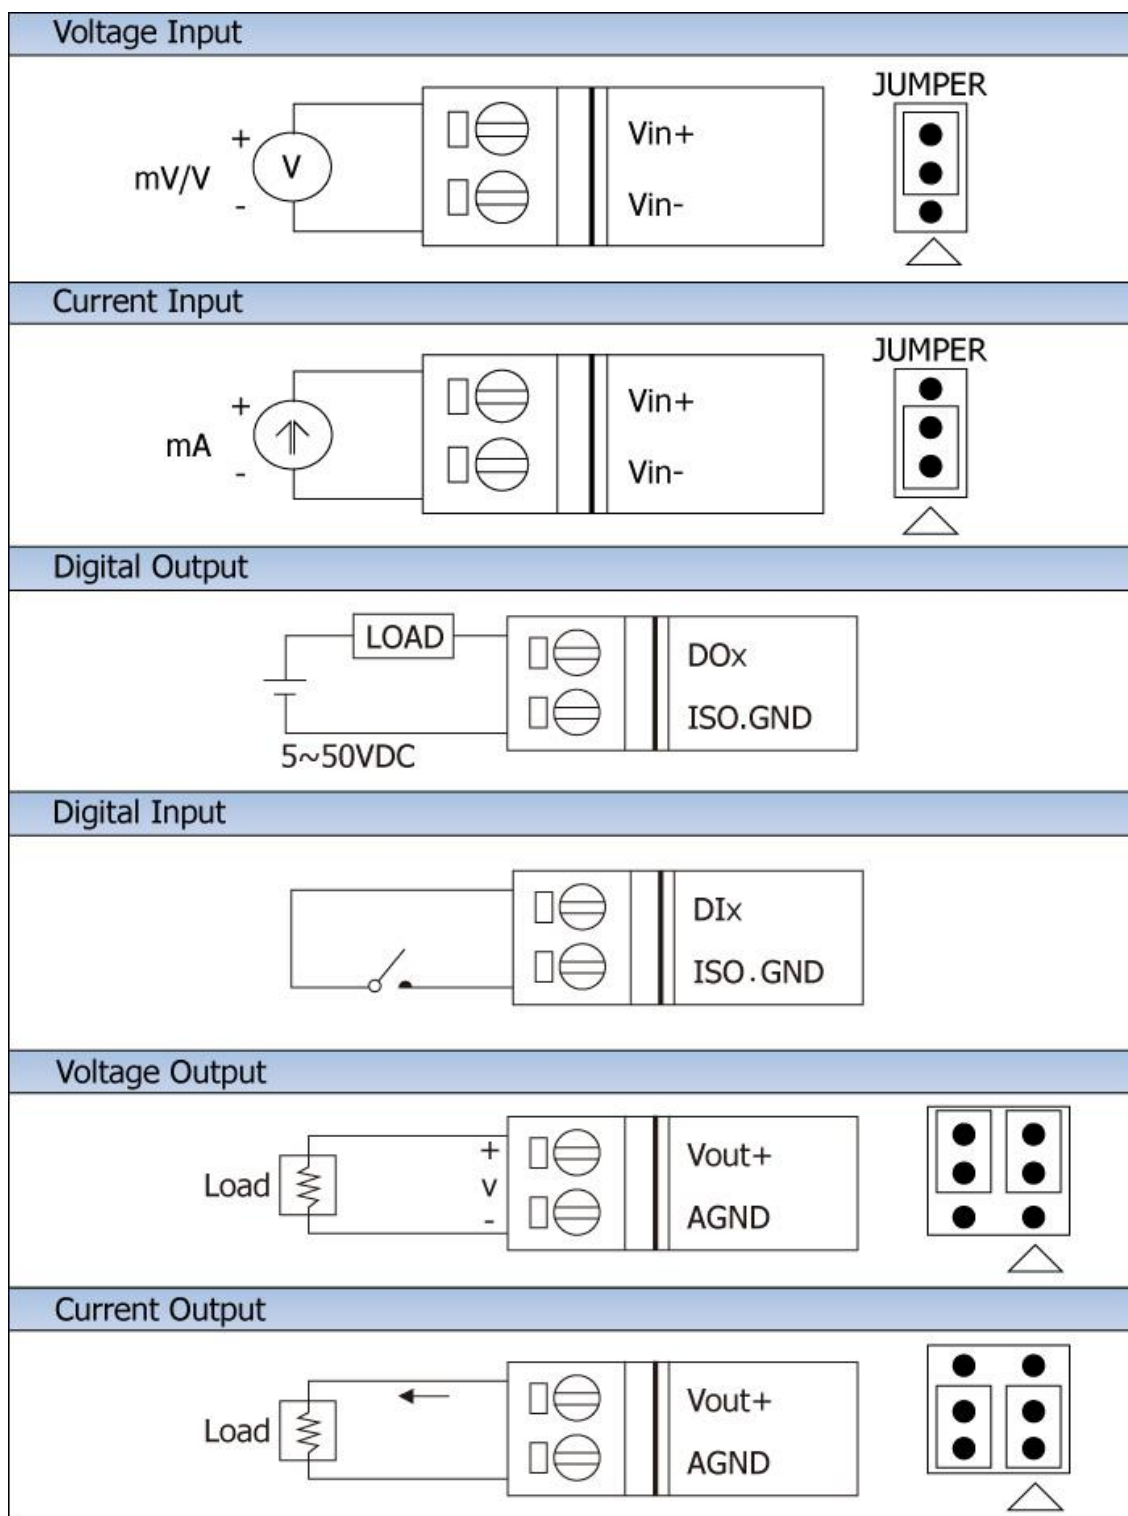 Voltage Input
JUMPER
+
Vin+
mV/V
V
-
Vin-
Current Input
JUMPER
+
Vin+
mA
-
Vin-
Digital Output
LOAD
DOx
ISO.GND
5~50VDC
Digital Input
DIx
ISO.GND
Voltage Output
+
Vout+
Load
v
-
AGND
Current Output
Vout+
Load
AGND